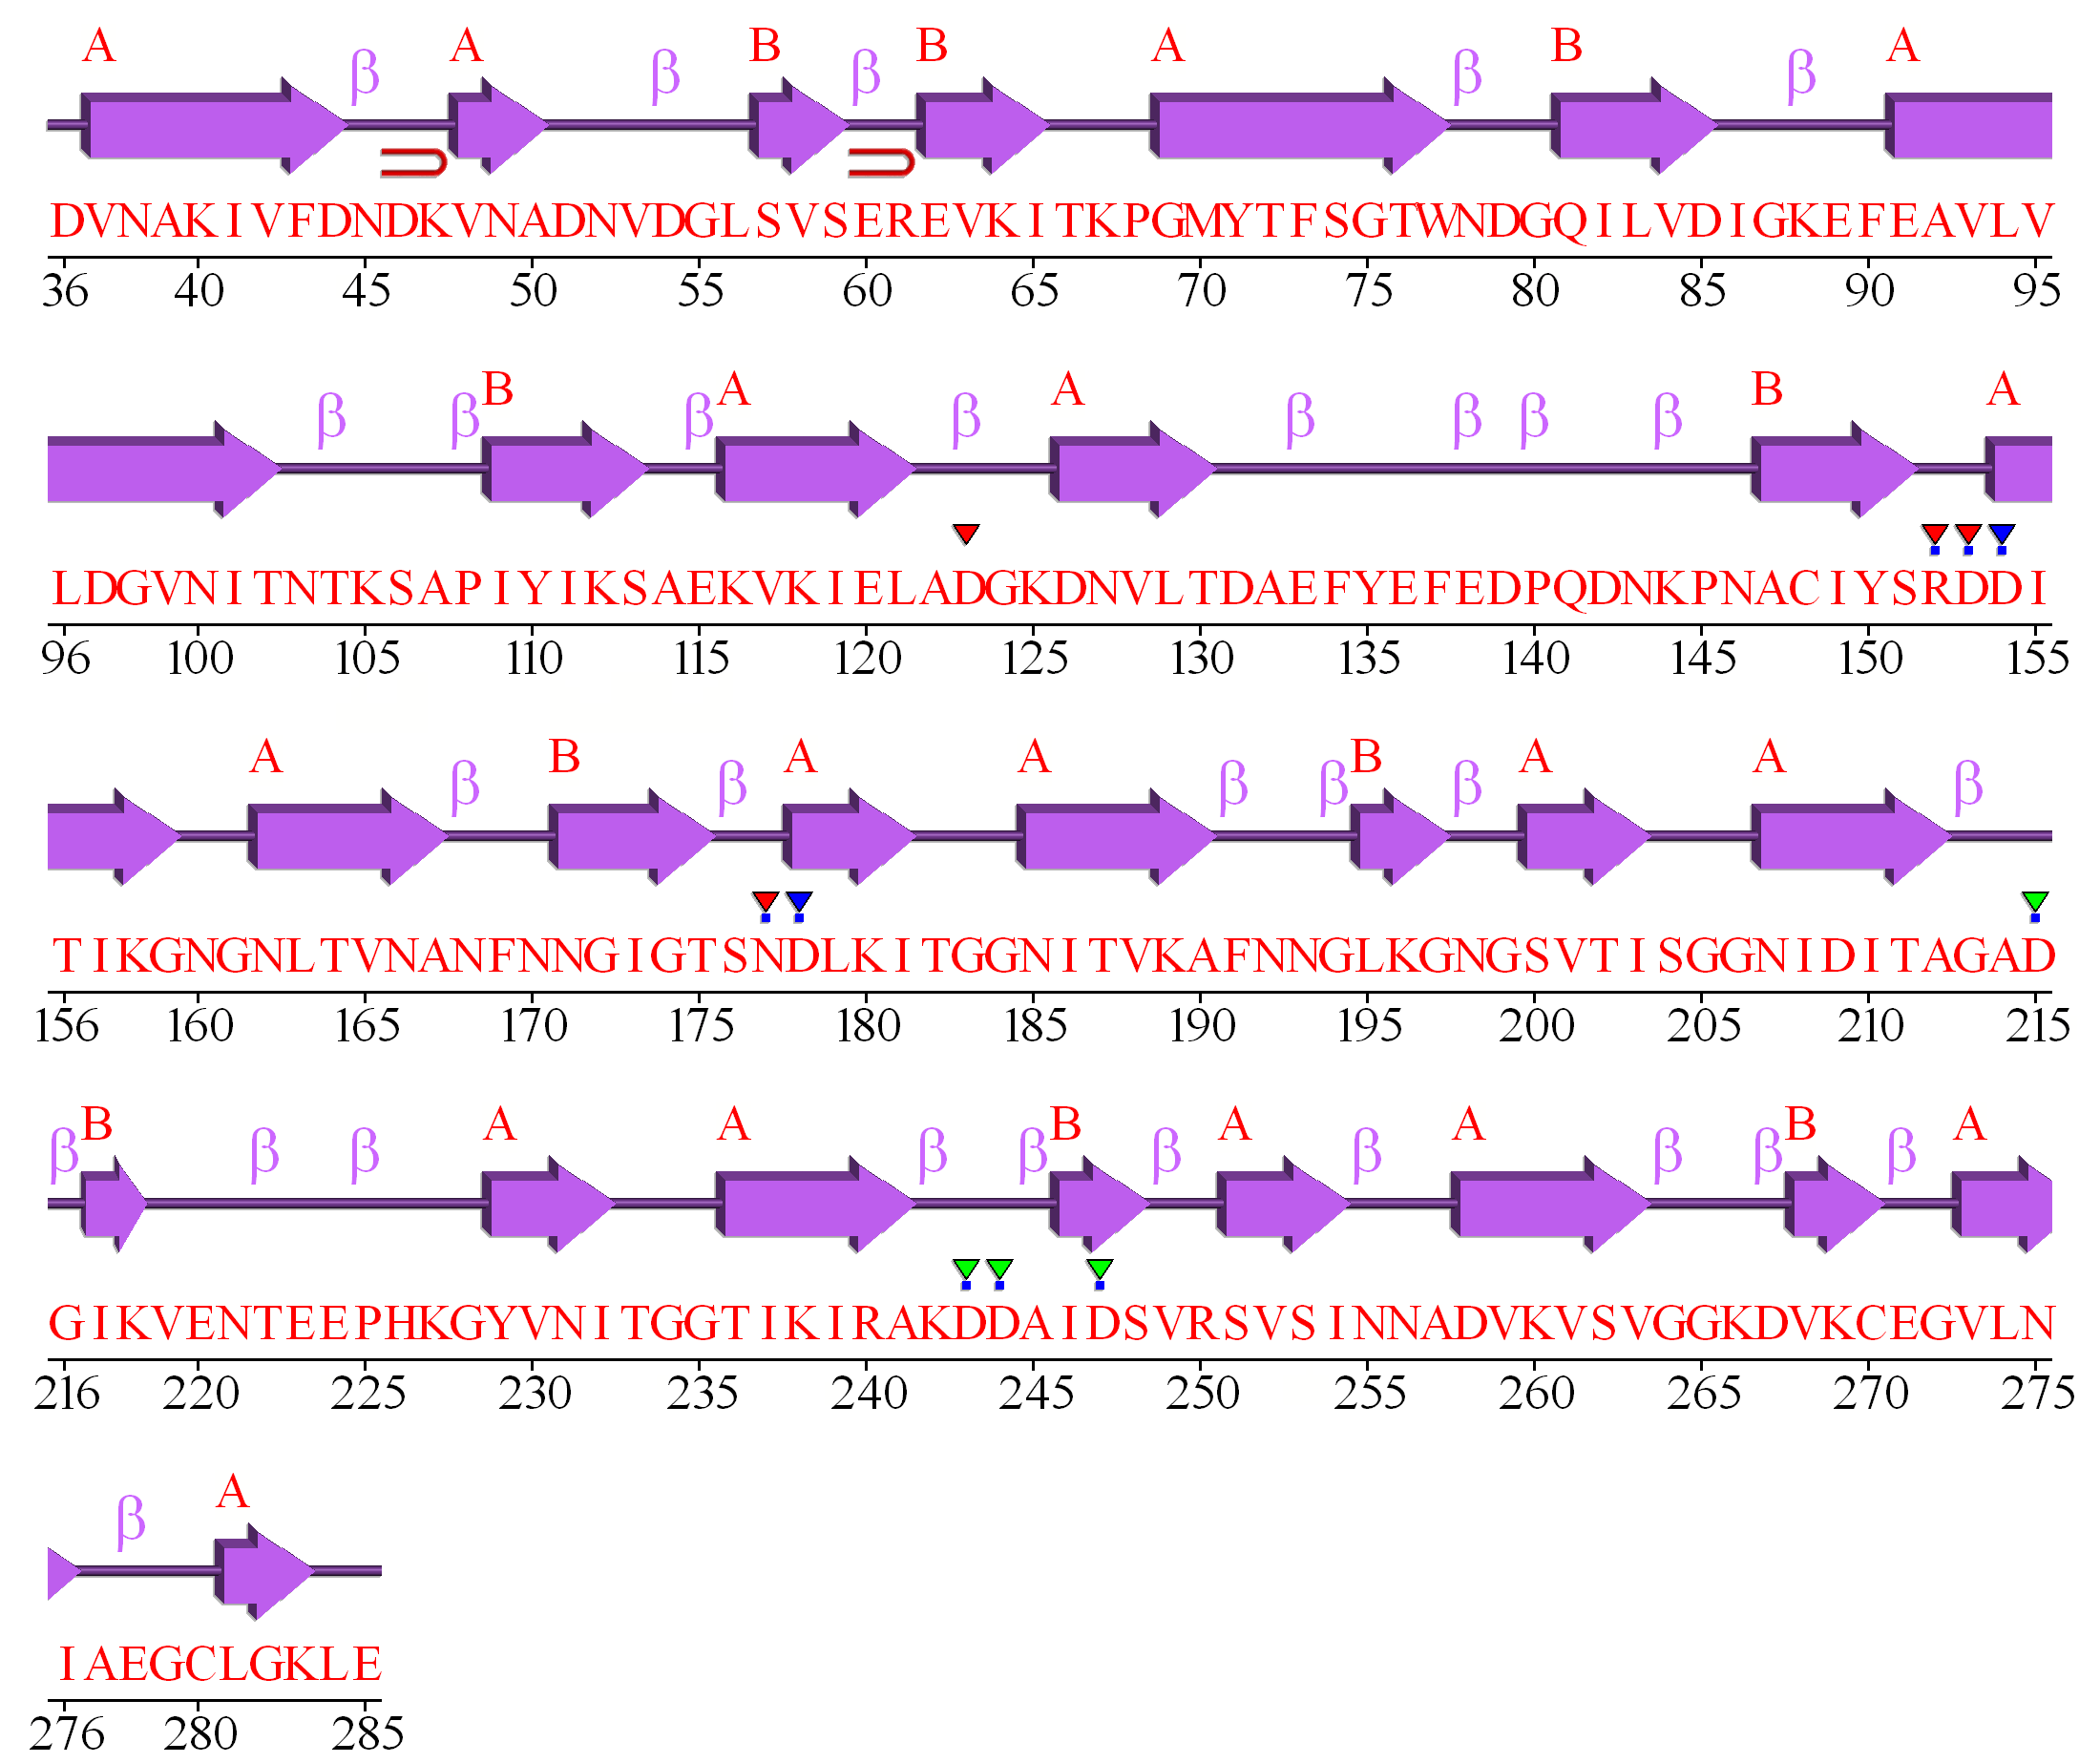 A β A β B β B A β B β A
DVNAKIVFDNDKVNADNVDGLSVSEREVKITKPGMYTFSGTWNDGQILVDIGKEFEAVLV
36 40 45 50 55 60 65 70 75 80 85 90 95
β β B β A β A β β β β B A
LDGVNITNTKSAPIYIKSAEKVKIELADGKDNVLTDAEFYEFEDPQDNKPNACIYSRDDI
96 100 105 110 115 120 125 130 135 140 145 150 155
A β B β A A β β B β A A β
TIKGNGNLTVNANFNNGIGTSNDLKITGGNITVKAFNNGLKGNGSVTISGGNIDITAGAD
156 160 165 170 175 180 185 190 195 200 205 210 215
β B β β A A β β B β A β A β β B β A
GIKVENTEEPHKGYVNITGGTIKIRAKDDAIDSVRSVSINNADVKVSVGGKDVKCEGVLN
216 220 225 230 235 240 245 250 255 260 265 270 275
β A
IAEGCLGKLE
276 280 285